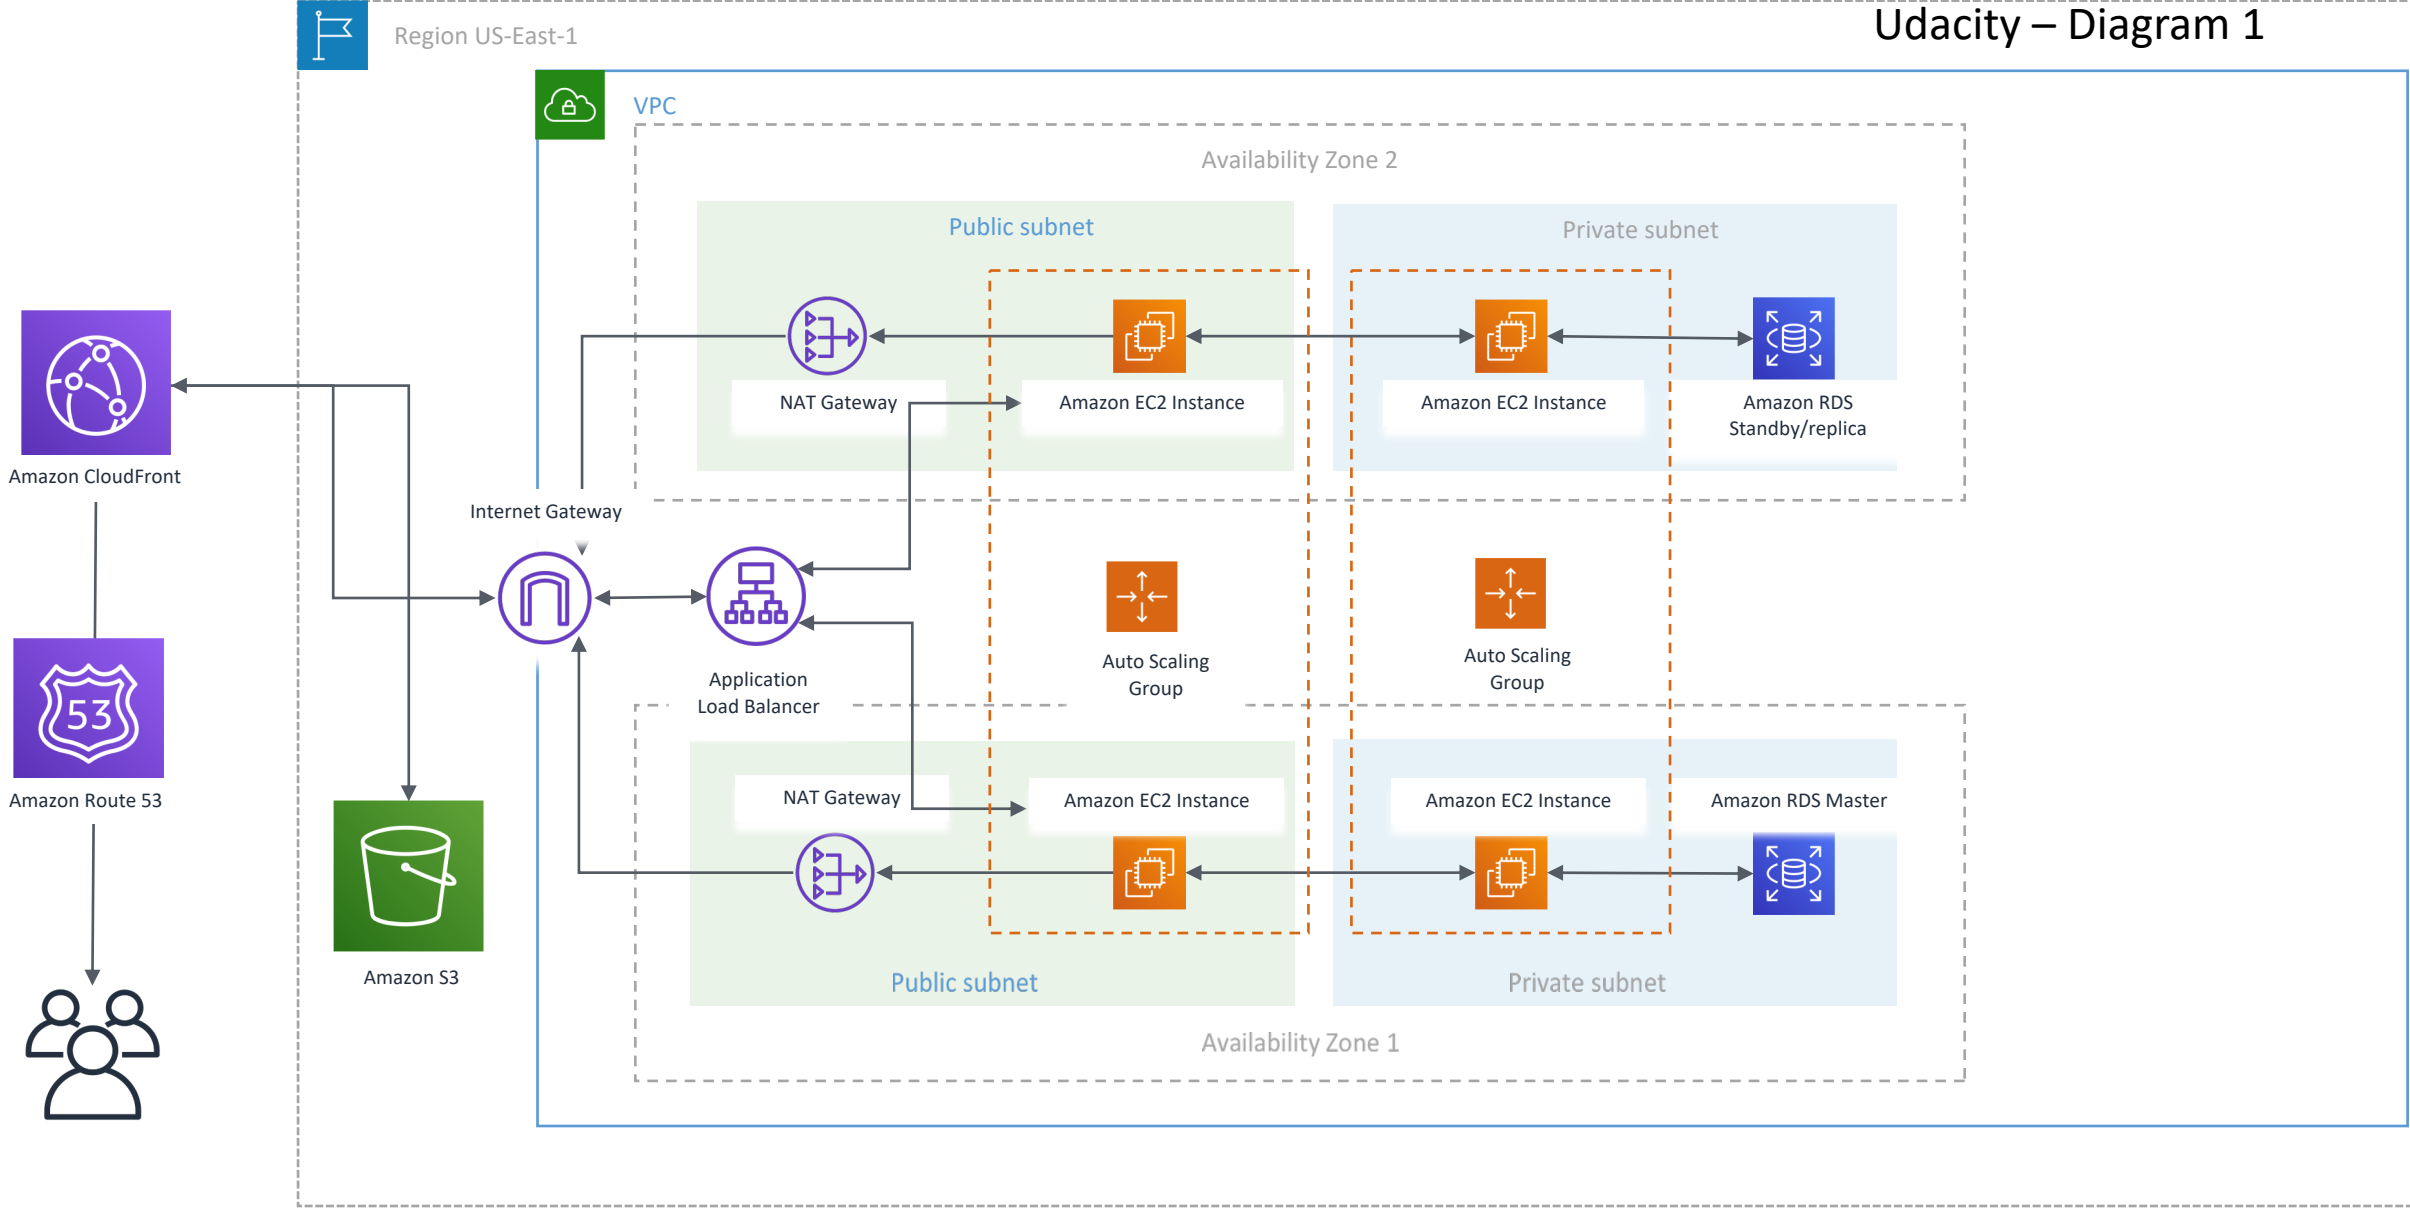 Udacity – Diagram 1
Region US-East-1
VPC
Availability Zone 2
Public subnet
Private subnet
NAT Gateway
Amazon EC2 Instance
Amazon EC2 Instance
Amazon RDS
Standby/replica
Amazon CloudFront
Internet Gateway
Auto Scaling
Group
Auto Scaling
Group
Application
Load Balancer
53
Amazon Route 53
NAT Gateway
Amazon EC2 Instance
Amazon EC2 Instance
Amazon RDS Master
Amazon S3
Public subnet
Private subnet
Availability Zone 1